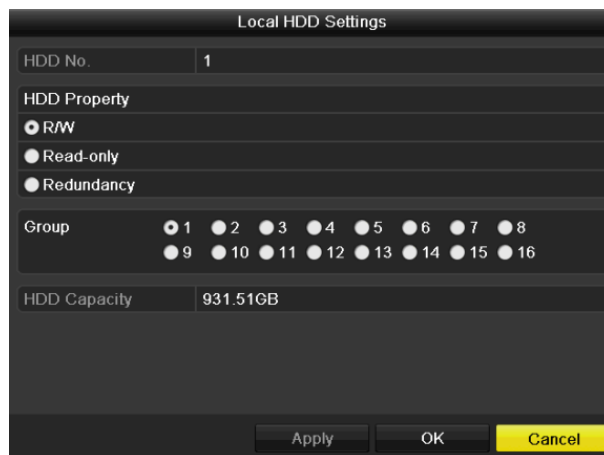 Local HDD Settings
HDD No. 1
HDD Property
R/W
Read-only
Redundancy
Group 1 2 3 4 5 6 7 8
9 10 11 12 13 14 15 16
HDD Capacity 931.51GB
Apply OK Cancel